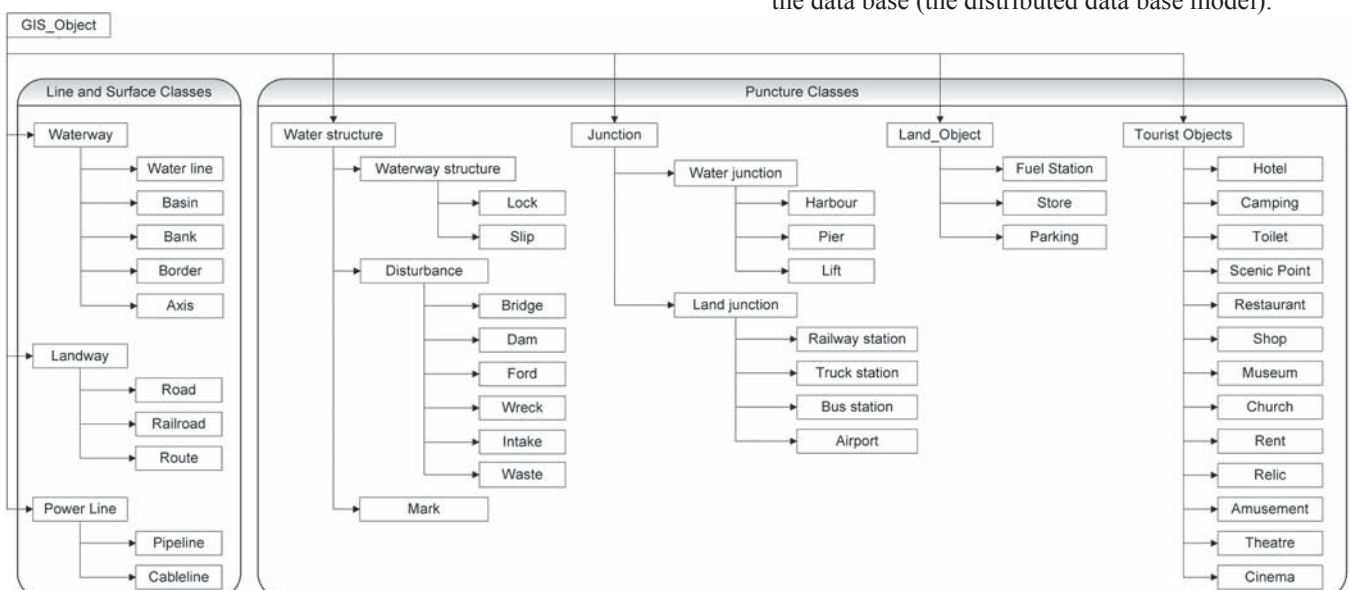 the data base (the distributed data base model).
GIS_Object
Line and Surface Classes
Waterway
Water line
Basin
Bank
Border
Axis
Landway
Road
Railroad
Route
Power Line
Pipeline
Cableline
Puncture Classes
Water structure
Waterway structure
Lock
Slip
Disturbance
Bridge
Dam
Ford
Wreck
Intake
Waste
Mark
Junction
Water junction
Harbour
Pier
Lift
Land junction
Railway station
Truck station
Bus station
Airport
Land_Object
Fuel Station
Store
Parking
Tourist Objects
Hotel
Camping
Toilet
Scenic Point
Restaurant
Shop
Museum
Church
Rent
Relic
Amusement
Theatre
Cinema